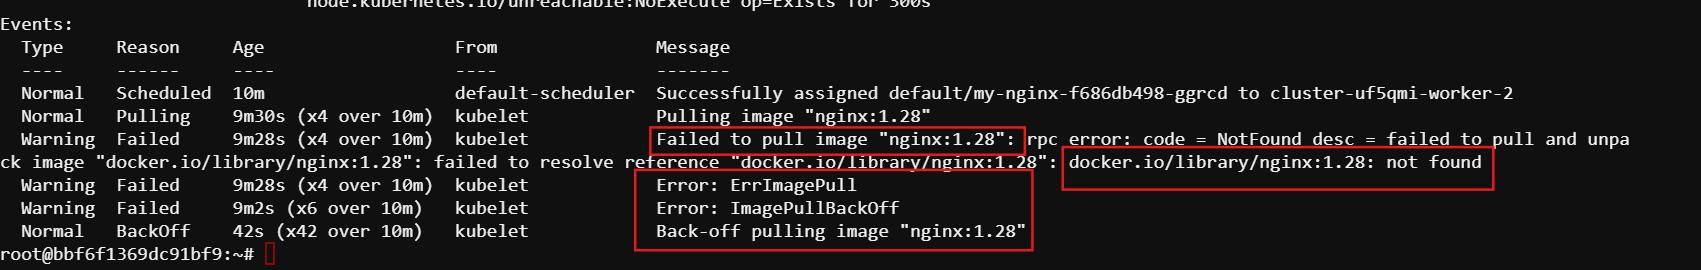 node.kubernetes.io/unreachable:NoExecute op=Exists for 300s
Events:
  Type     Reason     Age                    From               Message
  ----     ------     ----                   ----               -------
  Normal   Scheduled  10m                    default-scheduler  Successfully assigned default/my-nginx-f686db498-ggrcd to cluster-uf5qmi-worker-2
  Normal   Pulling    9m30s (x4 over 10m)    kubelet            Pulling image "nginx:1.28"
  Warning  Failed     9m28s (x4 over 10m)    kubelet            Failed to pull image "nginx:1.28": rpc error: code = NotFound desc = failed to pull and unpa
ck image "docker.io/library/nginx:1.28": failed to resolve reference "docker.io/library/nginx:1.28": docker.io/library/nginx:1.28: not found
  Warning  Failed     9m28s (x4 over 10m)    kubelet            Error: ErrImagePull
  Warning  Failed     9m2s (x6 over 10m)     kubelet            Error: ImagePullBackOff
  Normal   BackOff    42s (x42 over 10m)     kubelet            Back-off pulling image "nginx:1.28"
root@bbf6f1369dc91bf9:~#